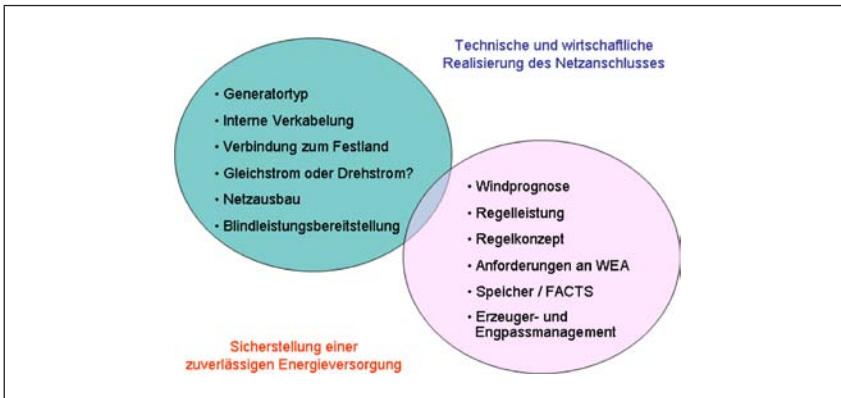 Technische und wirtschaftliche
Realisierung des Netzanschlusses
• Generatortyp
• Interne Verkabelung
• Verbindung zum Festland
• Gleichstrom oder Drehstrom?
• Netzausbau
• Blindleistungsbereitstellung
• Windprognose
• Regelleistung
• Regelkonzept
• Anforderungen an WEA
• Speicher / FACTS
• Erzeuger- und
Engpassmanagement
Sicherstellung einer
zuverlässigen Energieversorgung